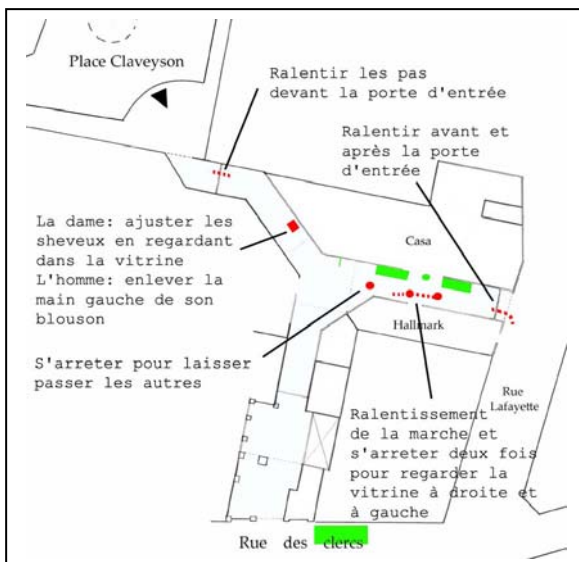 Place Claveyson
Ralentir les pas
devant la porte d'entrée
Ralentir avant et
après la porte
d'entrée
La dame: ajuster les
sheveux en regardant
dans la vitrine
L'homme: enlever la
main gauche de son
blouson
Casa
Hallmark
S'arreter pour laisser
passer les autres
Rue
Lafayette
Ralentissement
de la marche et
s'arreter deux fois
pour regarder la
vitrine à droite et
à gauche
Rue des clercs